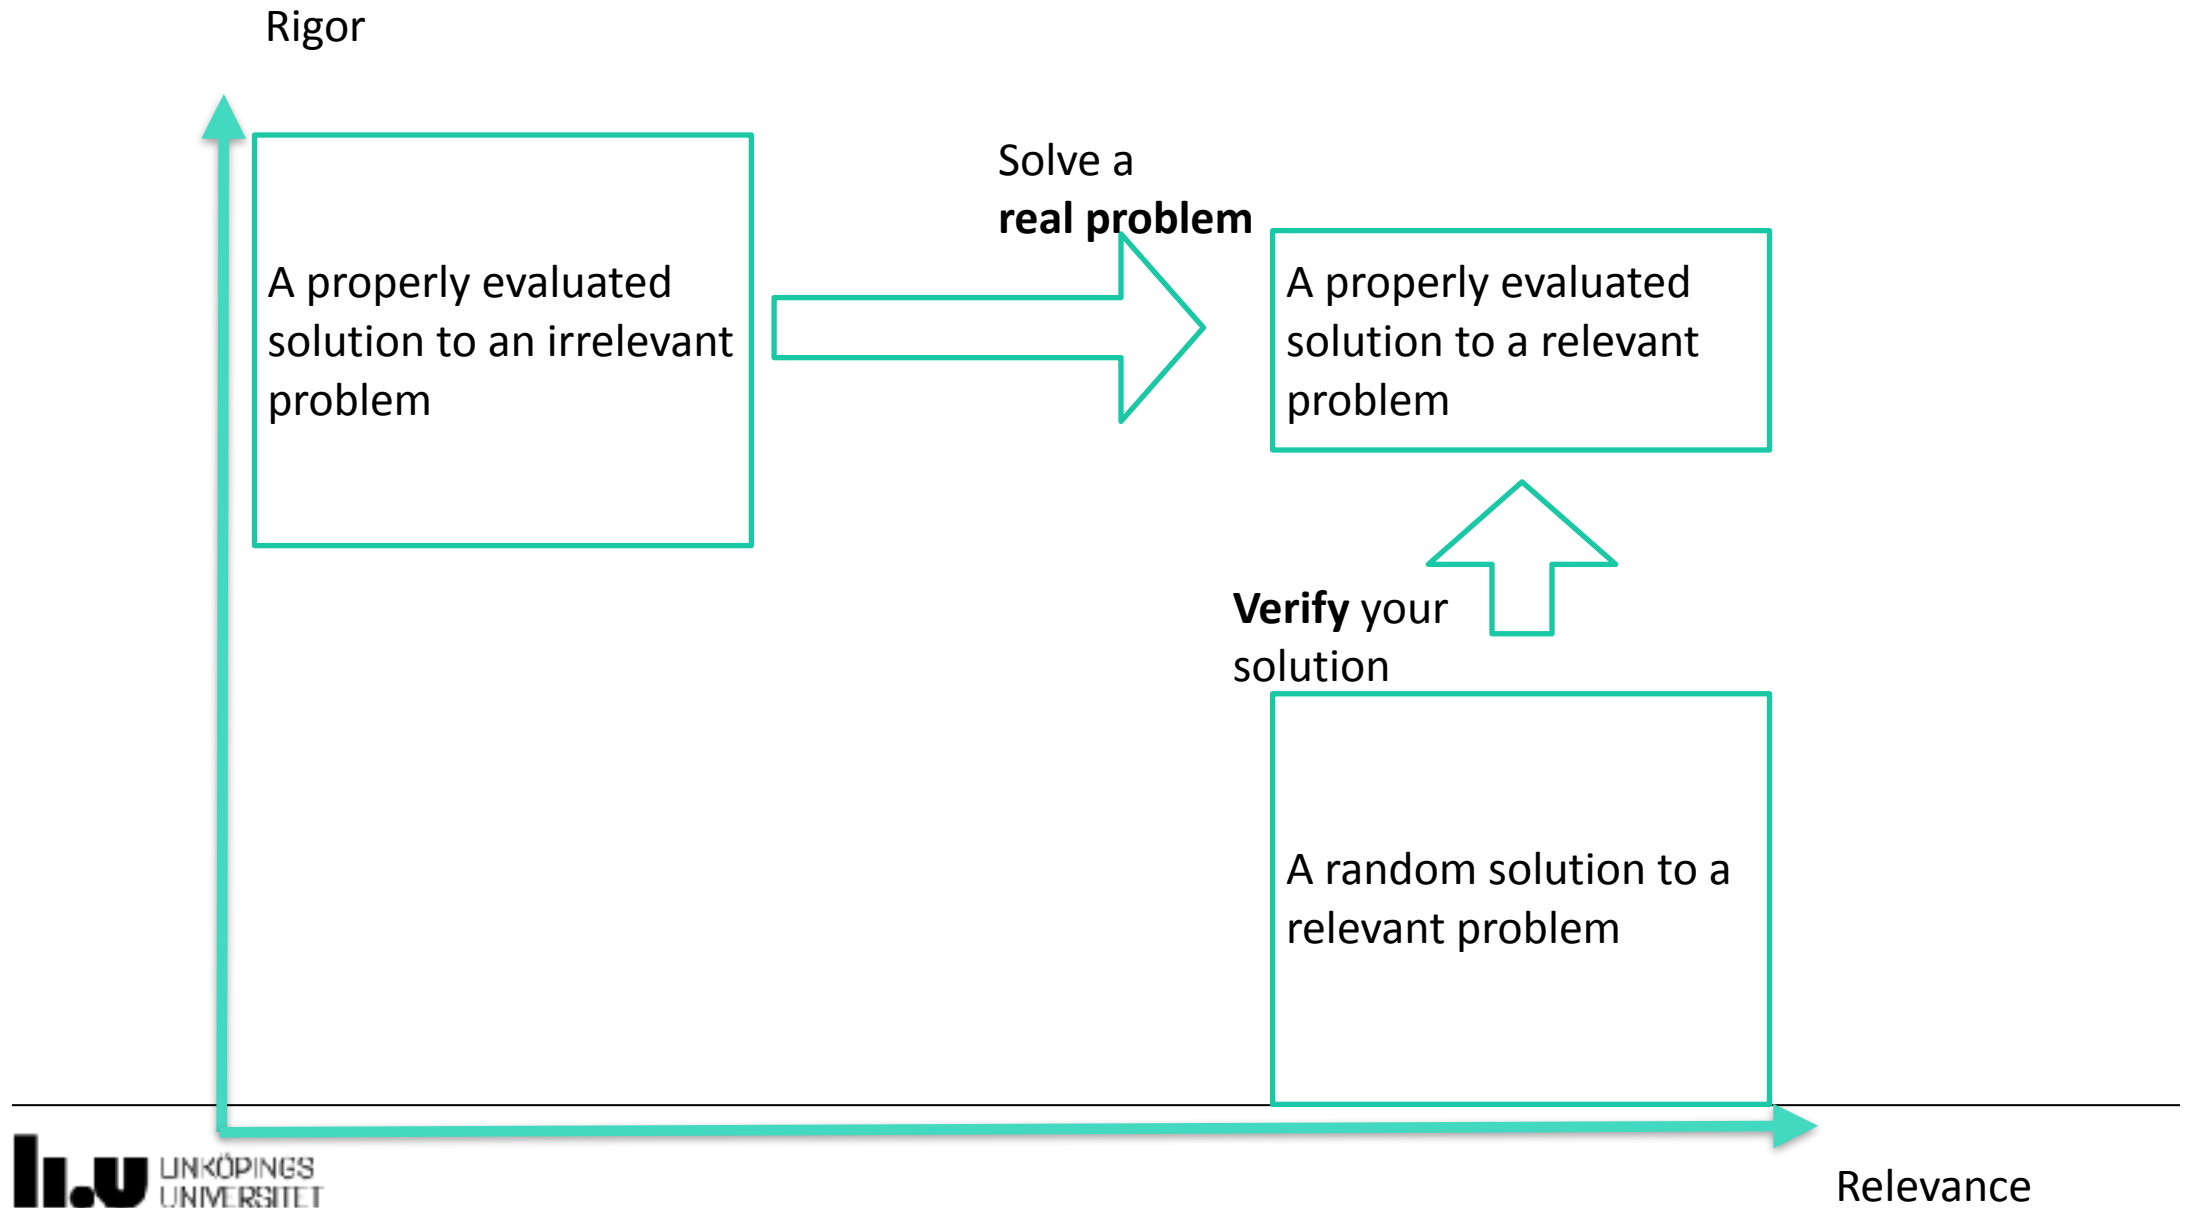 Rigor
Solve a
real problem
A properly evaluated
solution to an irrelevant
problem
A properly evaluated
solution to a relevant
problem
Verify your
solution
A random solution to a
relevant problem
li.u LINKÖPINGS
UNIVERSITET
Relevance